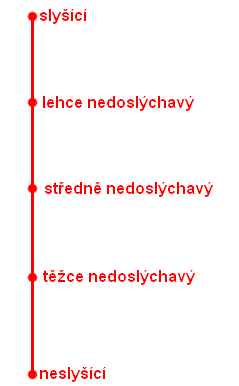 slyšící
lehce nedoslýchavý
středně nedoslýchavý
těžce nedoslýchavý
neslyšící